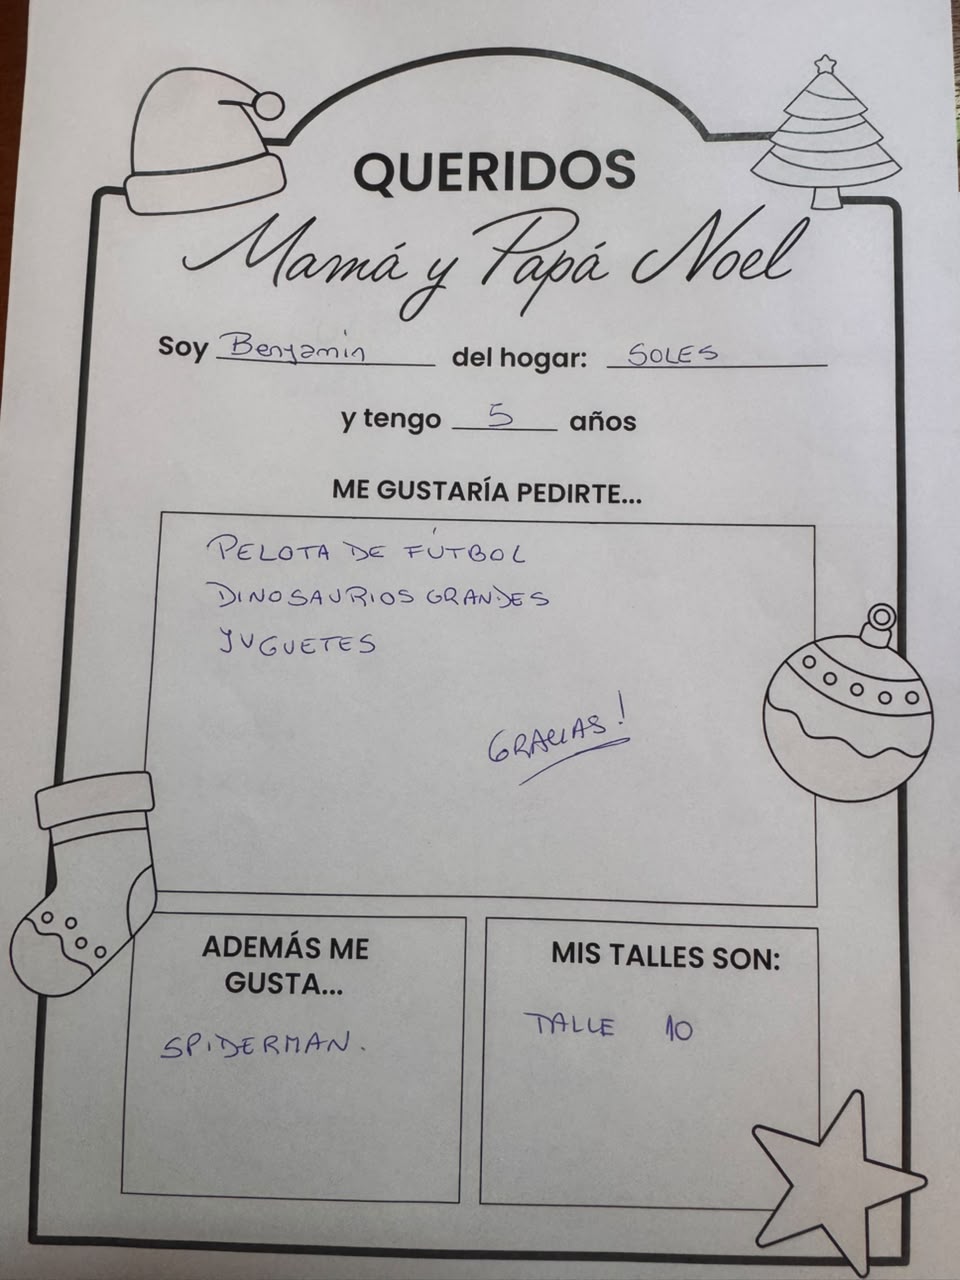 QUERIDOS
Mamá y Papá Noel
Soy Benjamin del hogar: SOLES
y tengo 5 años
ME GUSTARÍA PEDIRTE...
PELOTA DE FÚTBOL
DINOSAURIOS GRANDES
JUGUETES
GRACIAS!
ADEMÁS ME
GUSTA...
SPIDERMAN.
MIS TALLES SON:
TALLE 10